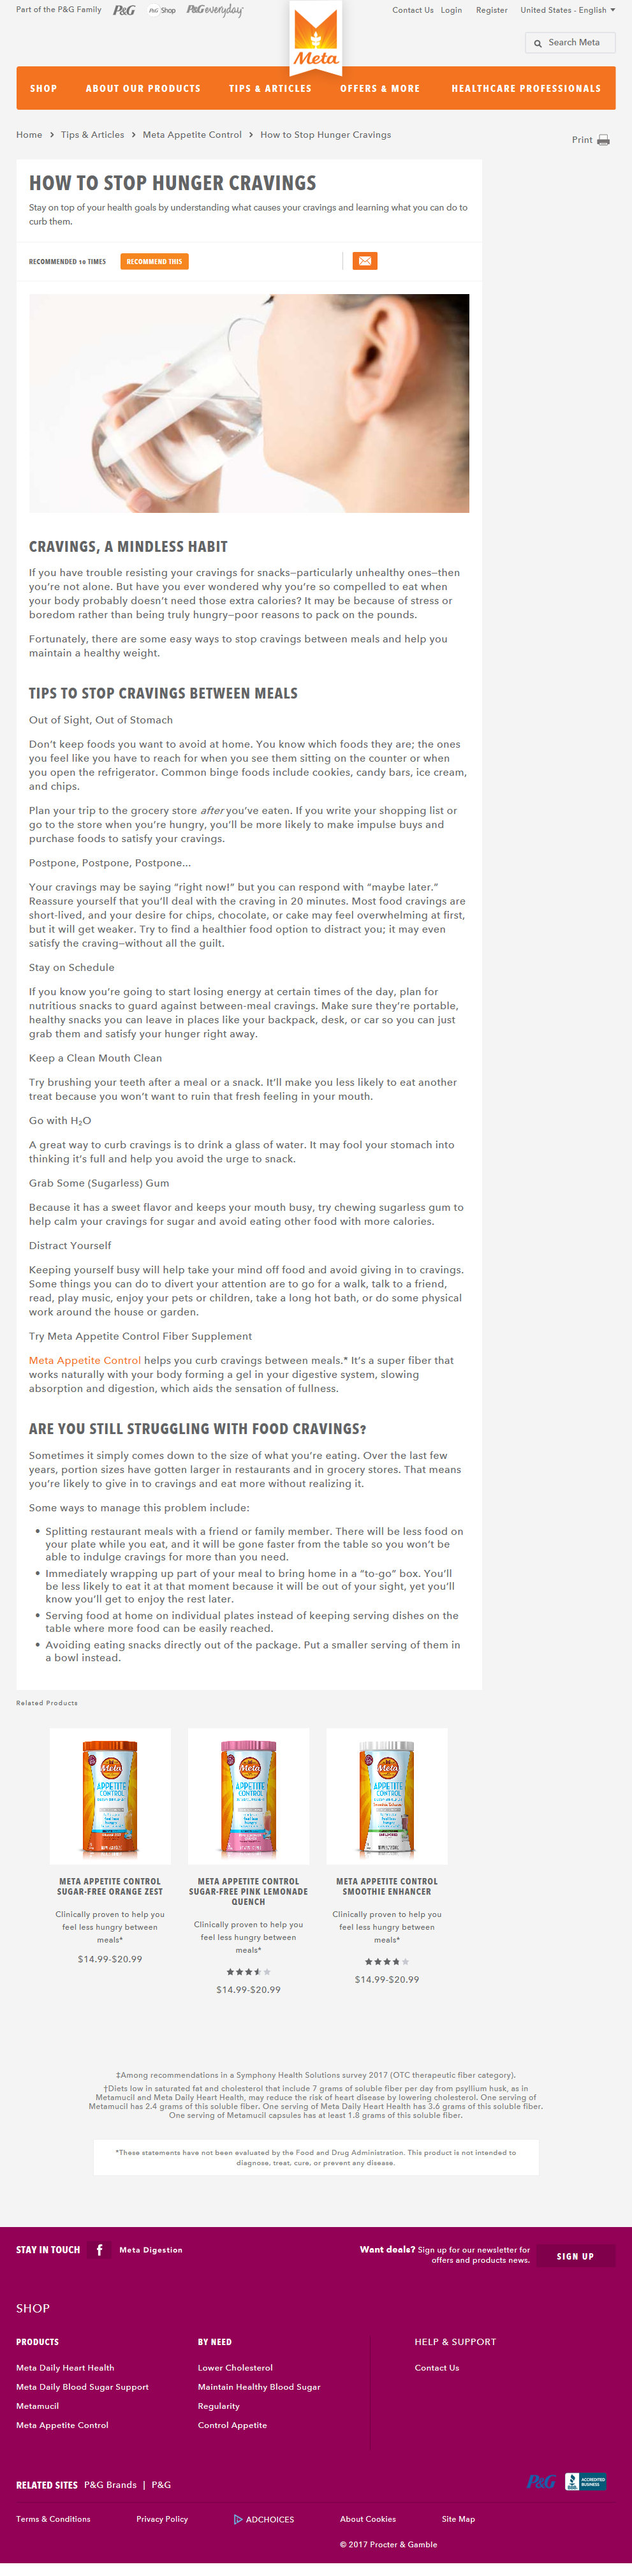 Part of the P&G Family P&G P&G Shop P&G everyday
Contact Us Login Register United States - English
Meta
Search Meta
SHOP ABOUT OUR PRODUCTS TIPS & ARTICLES OFFERS & MORE HEALTHCARE PROFESSIONALS
Home > Tips & Articles > Meta Appetite Control > How to Stop Hunger Cravings
Print
HOW TO STOP HUNGER CRAVINGS
Stay on top of your health goals by understanding what causes your cravings and learning what you can do to
curb them.
RECOMMENDED 10 TIMES RECOMMEND THIS
CRAVINGS, A MINDLESS HABIT
If you have trouble resisting your cravings for snacks—particularly unhealthy ones—then
you’re not alone. But have you ever wondered why you’re so compelled to eat when
your body probably doesn’t need those extra calories? It may be because of stress or
boredom rather than being truly hungry—poor reasons to pack on the pounds.
Fortunately, there are some easy ways to stop cravings between meals and help you
maintain a healthy weight.
TIPS TO STOP CRAVINGS BETWEEN MEALS
Out of Sight, Out of Stomach
Don’t keep foods you want to avoid at home. You know which foods they are; the ones
you feel like you have to reach for when you see them sitting on the counter or when
you open the refrigerator. Common binge foods include cookies, candy bars, ice cream,
and chips.
Plan your trip to the grocery store after you’ve eaten. If you write your shopping list or
go to the store when you’re hungry, you’ll be more likely to make impulse buys and
purchase foods to satisfy your cravings.
Postpone, Postpone, Postpone...
Your cravings may be saying “right now!” but you can respond with “maybe later.”
Reassure yourself that you’ll deal with the craving in 20 minutes. Most food cravings are
short-lived, and your desire for chips, chocolate, or cake may feel overwhelming at first,
but it will get weaker. Try to find a healthier food option to distract you; it may even
satisfy the craving—without all the guilt.
Stay on Schedule
If you know you’re going to start losing energy at certain times of the day, plan for
nutritious snacks to guard against between-meal cravings. Make sure they’re portable,
healthy snacks you can leave in places like your backpack, desk, or car so you can just
grab them and satisfy your hunger right away.
Keep a Clean Mouth Clean
Try brushing your teeth after a meal or a snack. It’ll make you less likely to eat another
treat because you won’t want to ruin that fresh feeling in your mouth.
Go with H₂O
A great way to curb cravings is to drink a glass of water. It may fool your stomach into
thinking it’s full and help you avoid the urge to snack.
Grab Some (Sugarless) Gum
Because it has a sweet flavor and keeps your mouth busy, try chewing sugarless gum to
help calm your cravings for sugar and avoid eating other food with more calories.
Distract Yourself
Keeping yourself busy will help take your mind off food and avoid giving in to cravings.
Some things you can do to divert your attention are to go for a walk, talk to a friend,
read, play music, enjoy your pets or children, take a long hot bath, or do some physical
work around the house or garden.
Try Meta Appetite Control Fiber Supplement
Meta Appetite Control helps you curb cravings between meals.* It’s a super fiber that
works naturally with your body forming a gel in your digestive system, slowing
absorption and digestion, which aids the sensation of fullness.
ARE YOU STILL STRUGGLING WITH FOOD CRAVINGS?
Sometimes it simply comes down to the size of what you’re eating. Over the last few
years, portion sizes have gotten larger in restaurants and in grocery stores. That means
you’re likely to give in to cravings and eat more without realizing it.
Some ways to manage this problem include:
• Splitting restaurant meals with a friend or family member. There will be less food on
your plate while you eat, and it will be gone faster from the table so you won’t be
able to indulge cravings for more than you need.
• Immediately wrapping up part of your meal to bring home in a “to-go” box. You’ll
be less likely to eat it at that moment because it will be out of your sight, yet you’ll
know you’ll get to enjoy the rest later.
• Serving food at home on individual plates instead of keeping serving dishes on the
table where more food can be easily reached.
• Avoiding eating snacks directly out of the package. Put a smaller serving of them in
a bowl instead.
Related Products
Meta Meta Meta
APPETITE APPETITE APPETITE
CONTROL CONTROL CONTROL
META APPETITE CONTROL
SUGAR-FREE ORANGE ZEST
Clinically proven to help you
feel less hungry between
meals*
$14.99-$20.99
META APPETITE CONTROL
SUGAR-FREE PINK LEMONADE
QUENCH
Clinically proven to help you
feel less hungry between
meals*
$14.99-$20.99
META APPETITE CONTROL
SMOOTHIE ENHANCER
Clinically proven to help you
feel less hungry between
meals*
$14.99-$20.99
‡Among recommendations in a Symphony Health Solutions survey 2017 (OTC therapeutic fiber category).
†Diets low in saturated fat and cholesterol that include 7 grams of soluble fiber per day from psyllium husk, as in
Metamucil and Meta Daily Heart Health, may reduce the risk of heart disease by lowering cholesterol. One serving of
Metamucil has 2.4 grams of this soluble fiber. One serving of Meta Daily Heart Health has 3.6 grams of this soluble fiber.
One serving of Metamucil capsules has at least 1.8 grams of this soluble fiber.
*These statements have not been evaluated by the Food and Drug Administration. This product is not intended to
diagnose, treat, cure, or prevent any disease.
STAY IN TOUCH f Meta Digestion
Want deals? Sign up for our newsletter for
offers and products news.
SIGN UP
SHOP
PRODUCTS
Meta Daily Heart Health
Meta Daily Blood Sugar Support
Metamucil
Meta Appetite Control
BY NEED
Lower Cholesterol
Maintain Healthy Blood Sugar
Regularity
Control Appetite
HELP & SUPPORT
Contact Us
RELATED SITES P&G Brands | P&G
P&G BBB ACCREDITED BUSINESS
Terms & Conditions Privacy Policy ADCHOICES About Cookies Site Map
© 2017 Procter & Gamble